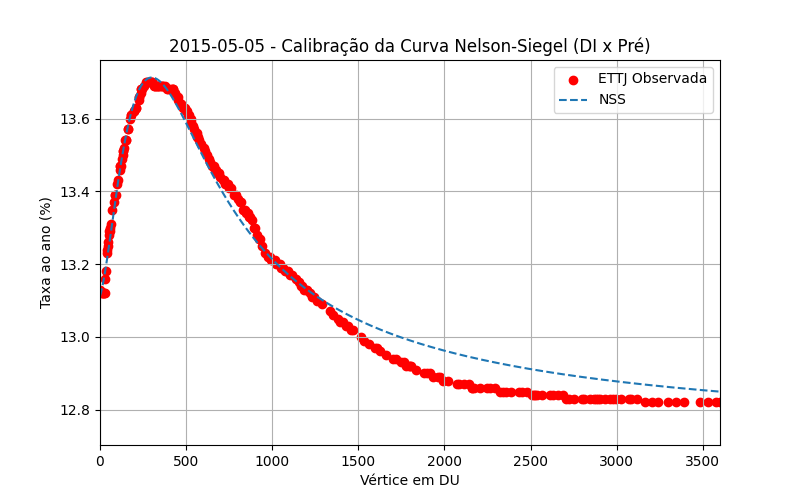 2015-05-05 - Calibração da Curva Nelson-Siegel (DI x Pré)
ETTJ Observada
NSS
Taxa ao ano (%)
13.6
13.4
13.2
13.0
12.8
0 500 1000 1500 2000 2500 3000 3500
Vértice em DU